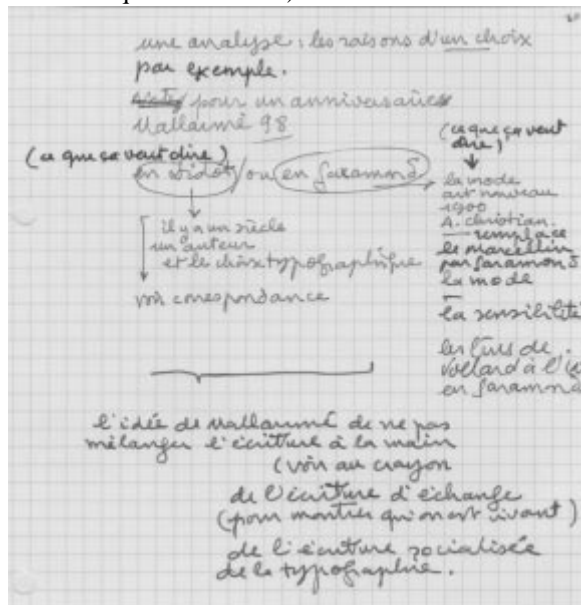 une analyse : les raisons d'un choix
par exemple.
pour un anniversaire
Mallarmé 98
(ce que ça veut dire)
en Didot / ou en Garamond
il y a un siècle
un auteur
et le choix typographique
voir correspondance
(ce que ça veut
dire)
la mode
art nouveau
1900
A. Christian.
remplace
le Marcellin
par Garamond
la mode
la sensibilité
les livres de
Vollard à l'
en Garamond
l'idée de Mallarmé de ne pas
mélanger l'écriture à la main
(voir au crayon
de l'écriture d'échange
(pour montrer qu'on est vivant)
de l'écriture socialisée
de la typographie.